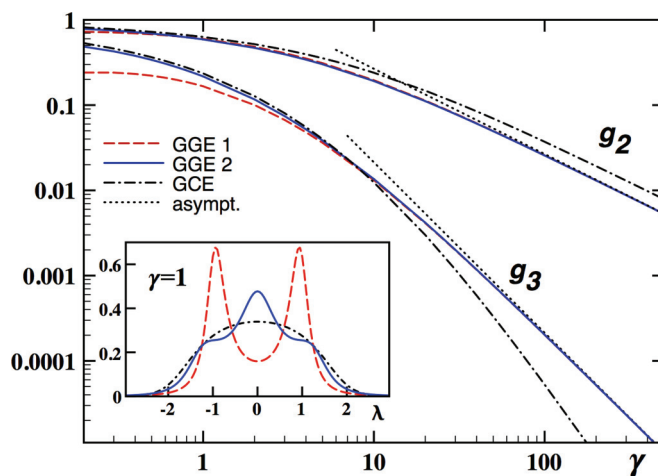 1
0.1
0.01
0.001
0.0001
g2
g3
GGE 1
GGE 2
GCE
asympt.
γ=1
0.6
0.4
0.2
0
-2 -1 0 1 2 λ
1 10 100 γ